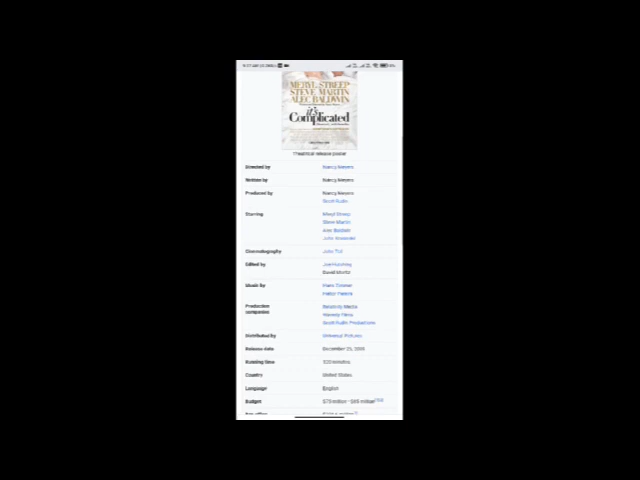 MERYL STREEP
STEVE MARTIN
ALEC BALDWIN
it's
Complicated
Theatrical release poster
Directed by Nancy Meyers
Written by Nancy Meyers
Produced by Nancy Meyers
Scott Rudin
Starring Meryl Streep
Steve Martin
Alec Baldwin
John Krasinski
Cinematography John Toll
Edited by Joe Hutshing
David Moritz
Music by Hans Zimmer
Heitor Pereira
Production
companies
Relativity Media
Waverly Films
Scott Rudin Productions
Distributed by Universal Pictures
Release date December 25, 2009
Running time 120 minutes
Country United States
Language English
Budget $75 million –$85 million